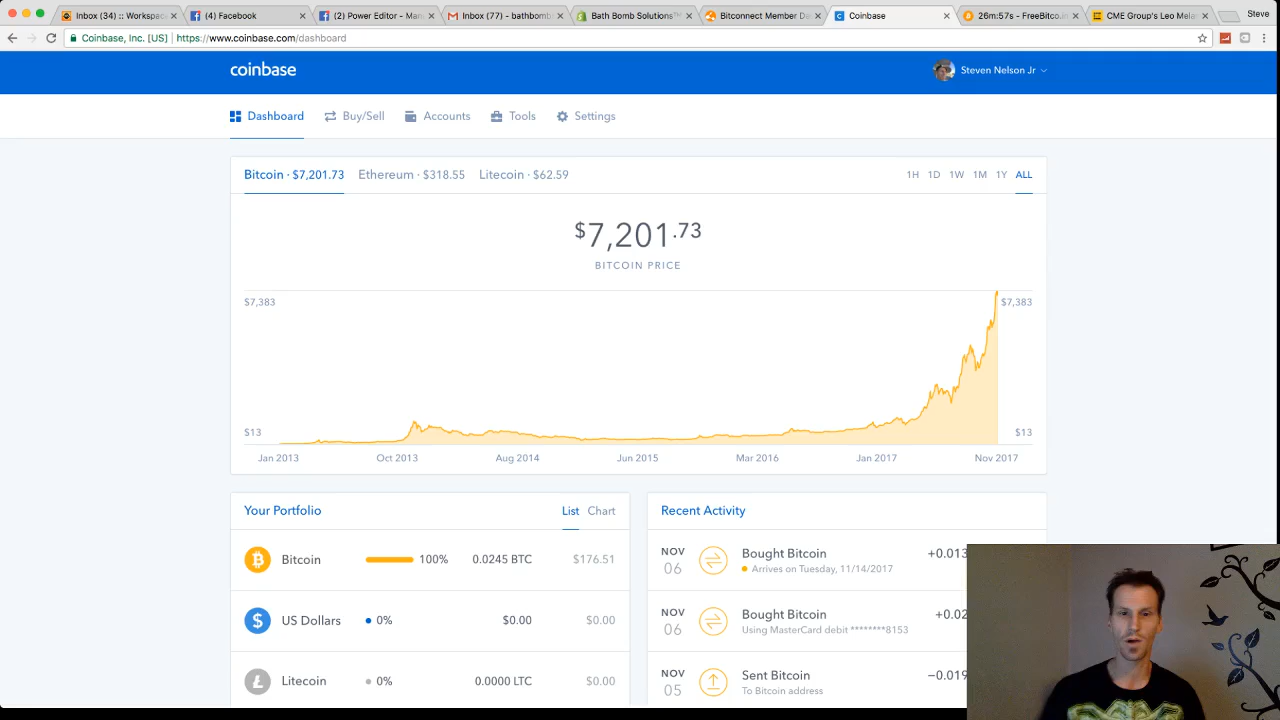 Inbox (34) :: Workspac
(4) Facebook
(2) Power Editor - Mana
Inbox (77) - bathbomb
Bath Bomb Solutions™
Bitconnect Member Da
Coinbase
26m:57s - FreeBitco.in
CME Group's Leo Mela
Steve
Coinbase, Inc. [US] | https://www.coinbase.com/dashboard
coinbase
Steven Nelson Jr
Dashboard
Buy/Sell
Accounts
Tools
Settings
Bitcoin · $7,201.73
Ethereum · $318.55
Litecoin · $62.59
1H 1D 1W 1M 1Y ALL
$7,201.73
BITCOIN PRICE
$7,383
$7,383
$13
$13
Jan 2013
Oct 2013
Aug 2014
Jun 2015
Mar 2016
Jan 2017
Nov 2017
Your Portfolio
List
Chart
Bitcoin 100% 0.0245 BTC $176.51
US Dollars 0% $0.00 $0.00
Litecoin 0% 0.0000 LTC $0.00
Recent Activity
NOV
06
Bought Bitcoin
+0.013
Arrives on Tuesday, 11/14/2017
NOV
06
Bought Bitcoin
+0.02
Using MasterCard debit ********8153
NOV
05
Sent Bitcoin
−0.019
To Bitcoin address